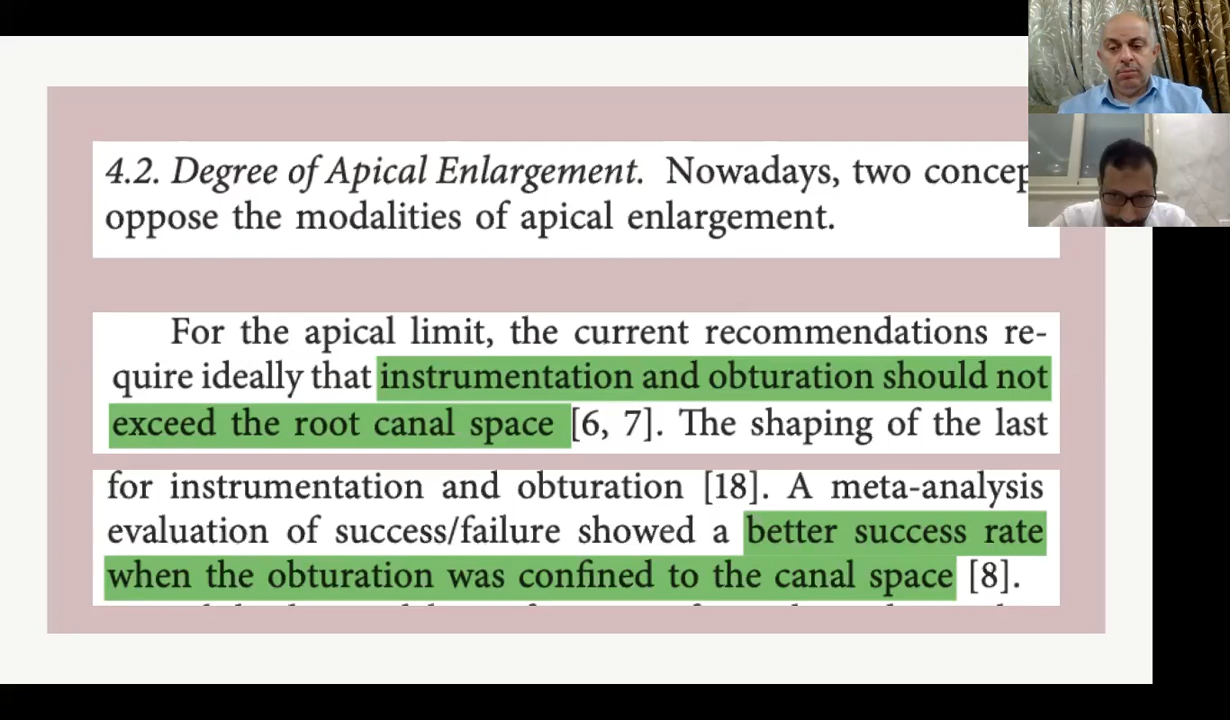 4.2. Degree of Apical Enlargement. Nowadays, two concep
oppose the modalities of apical enlargement.
For the apical limit, the current recommendations re-
quire ideally that instrumentation and obturation should not
exceed the root canal space [6, 7]. The shaping of the last
for instrumentation and obturation [18]. A meta-analysis
evaluation of success/failure showed a better success rate
when the obturation was confined to the canal space [8].